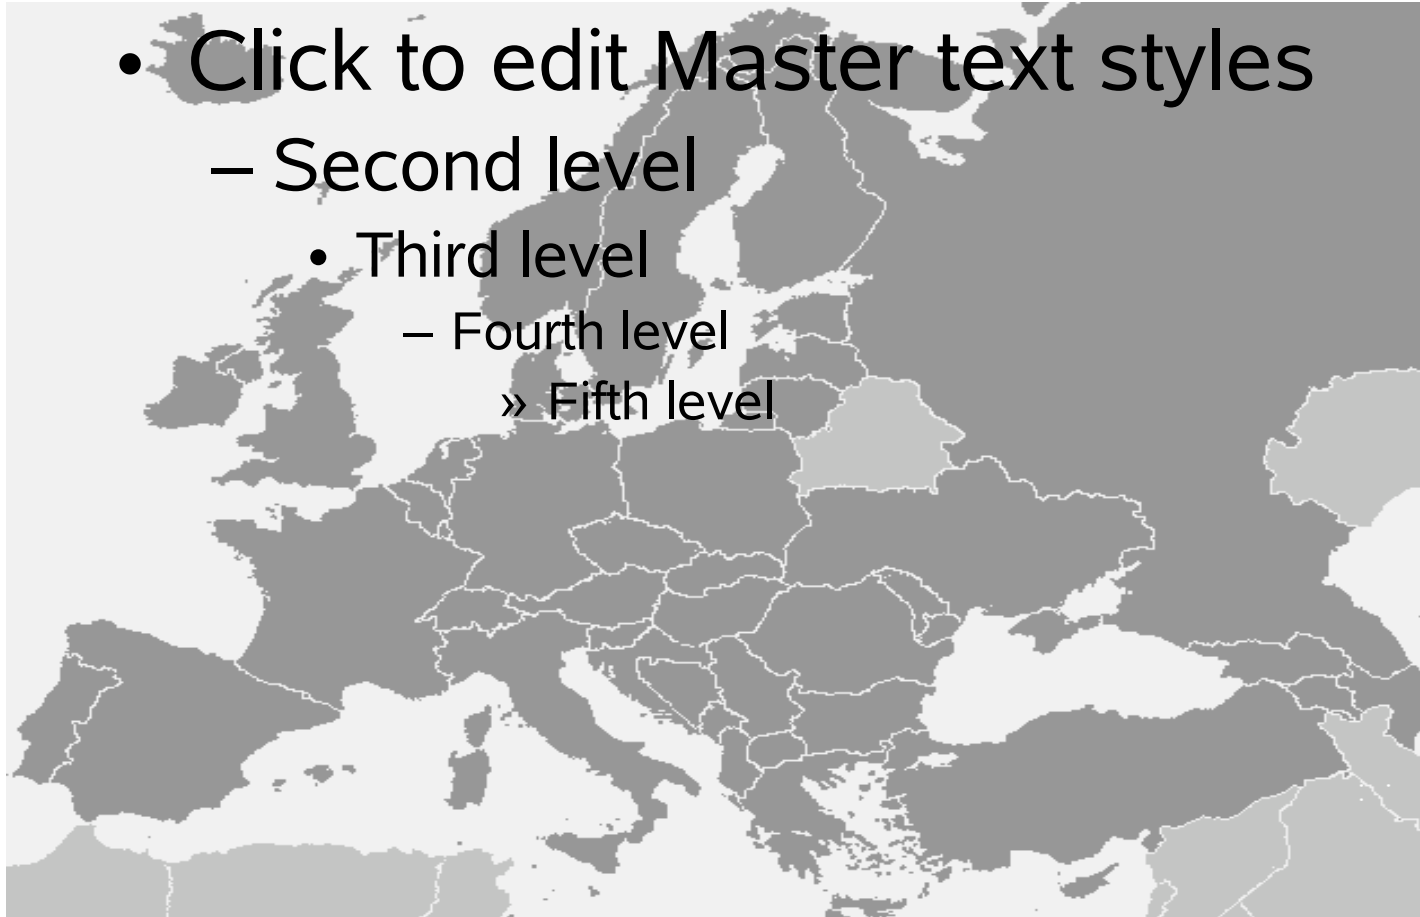 • Click to edit Master text styles
– Second level
• Third level
– Fourth level
» Fifth level